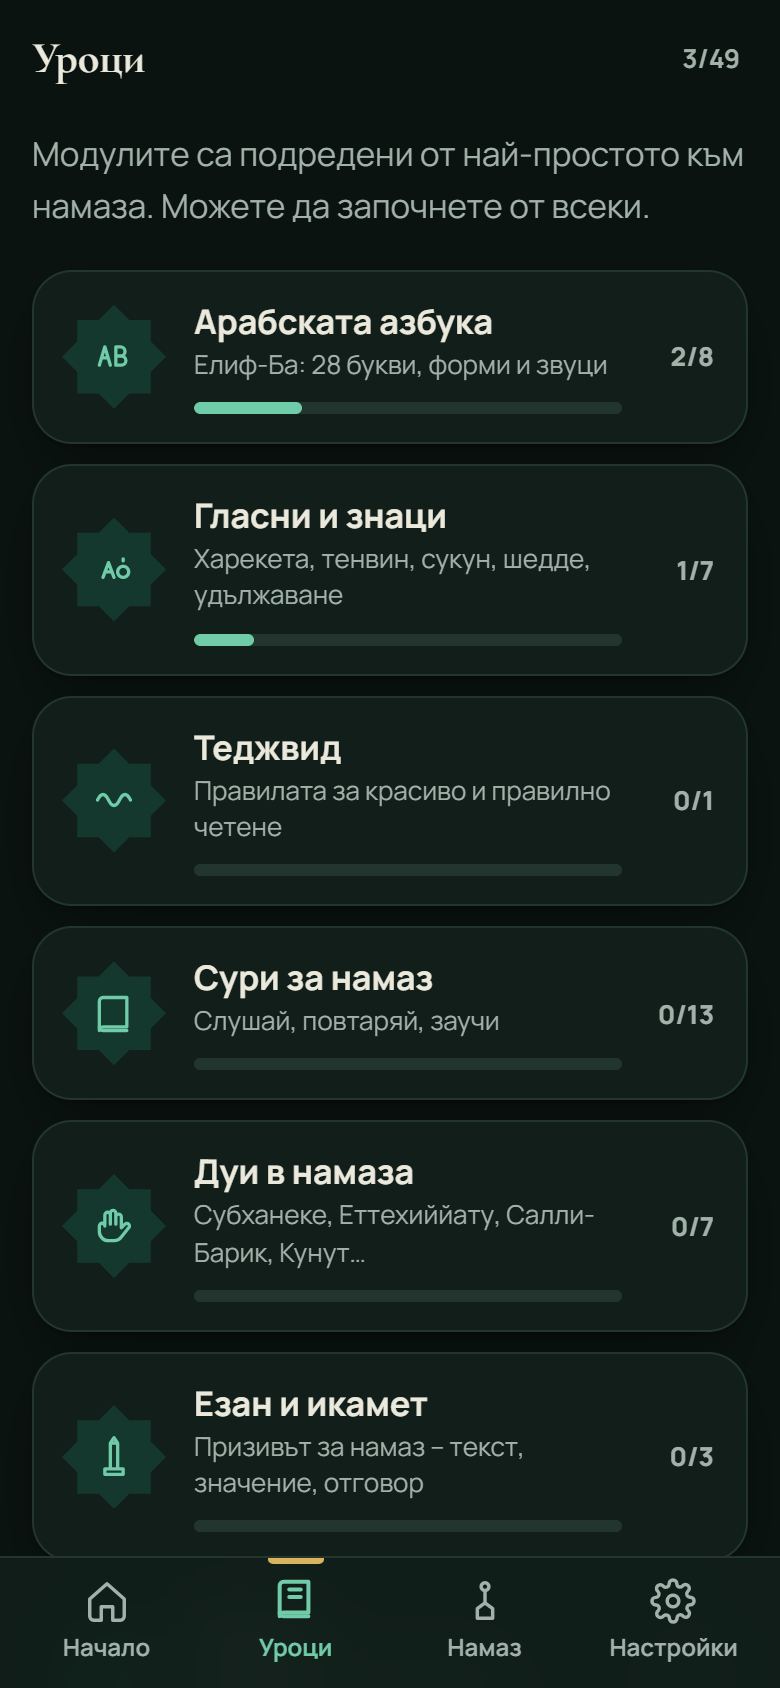 Уроци
3/49
Модулите са подредени от най-простото към
намаза. Можете да започнете от всеки.
AB
Арабската азбука
Елиф-Ба: 28 букви, форми и звуци
2/8
Гласни и знаци
Харекета, тенвин, сукун, шедде,
удължаване
1/7
Теджвид
Правилата за красиво и правилно
четене
0/1
Сури за намаз
Слушай, повтаряй, заучи
0/13
Дуи в намаза
Субханеке, Еттехиййату, Салли-
Барик, Кунут…
0/7
Езан и икамет
Призивът за намаз – текст,
значение, отговор
0/3
Начало
Уроци
Намаз
Настройки